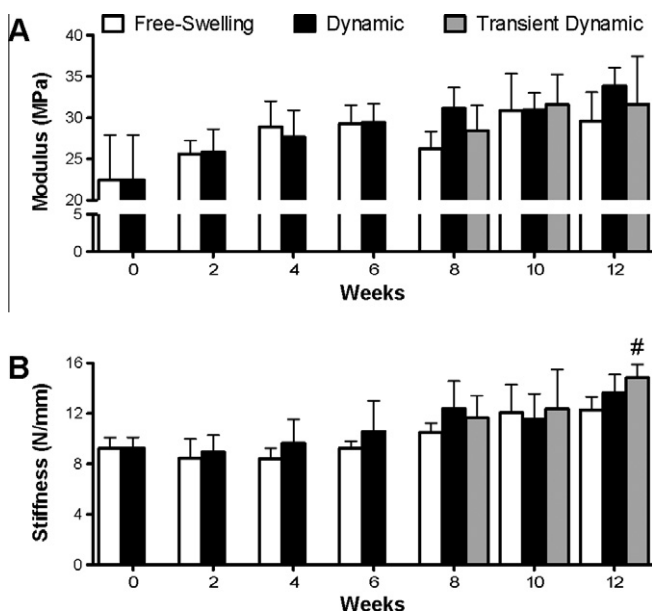 A
Free-Swelling Dynamic Transient Dynamic
Modulus (MPa)
40
35
30
25
20
5
0
0 2 4 6 8 10 12
Weeks
B
Stiffness (N/mm)
16
12
8
4
0
#
0 2 4 6 8 10 12
Weeks